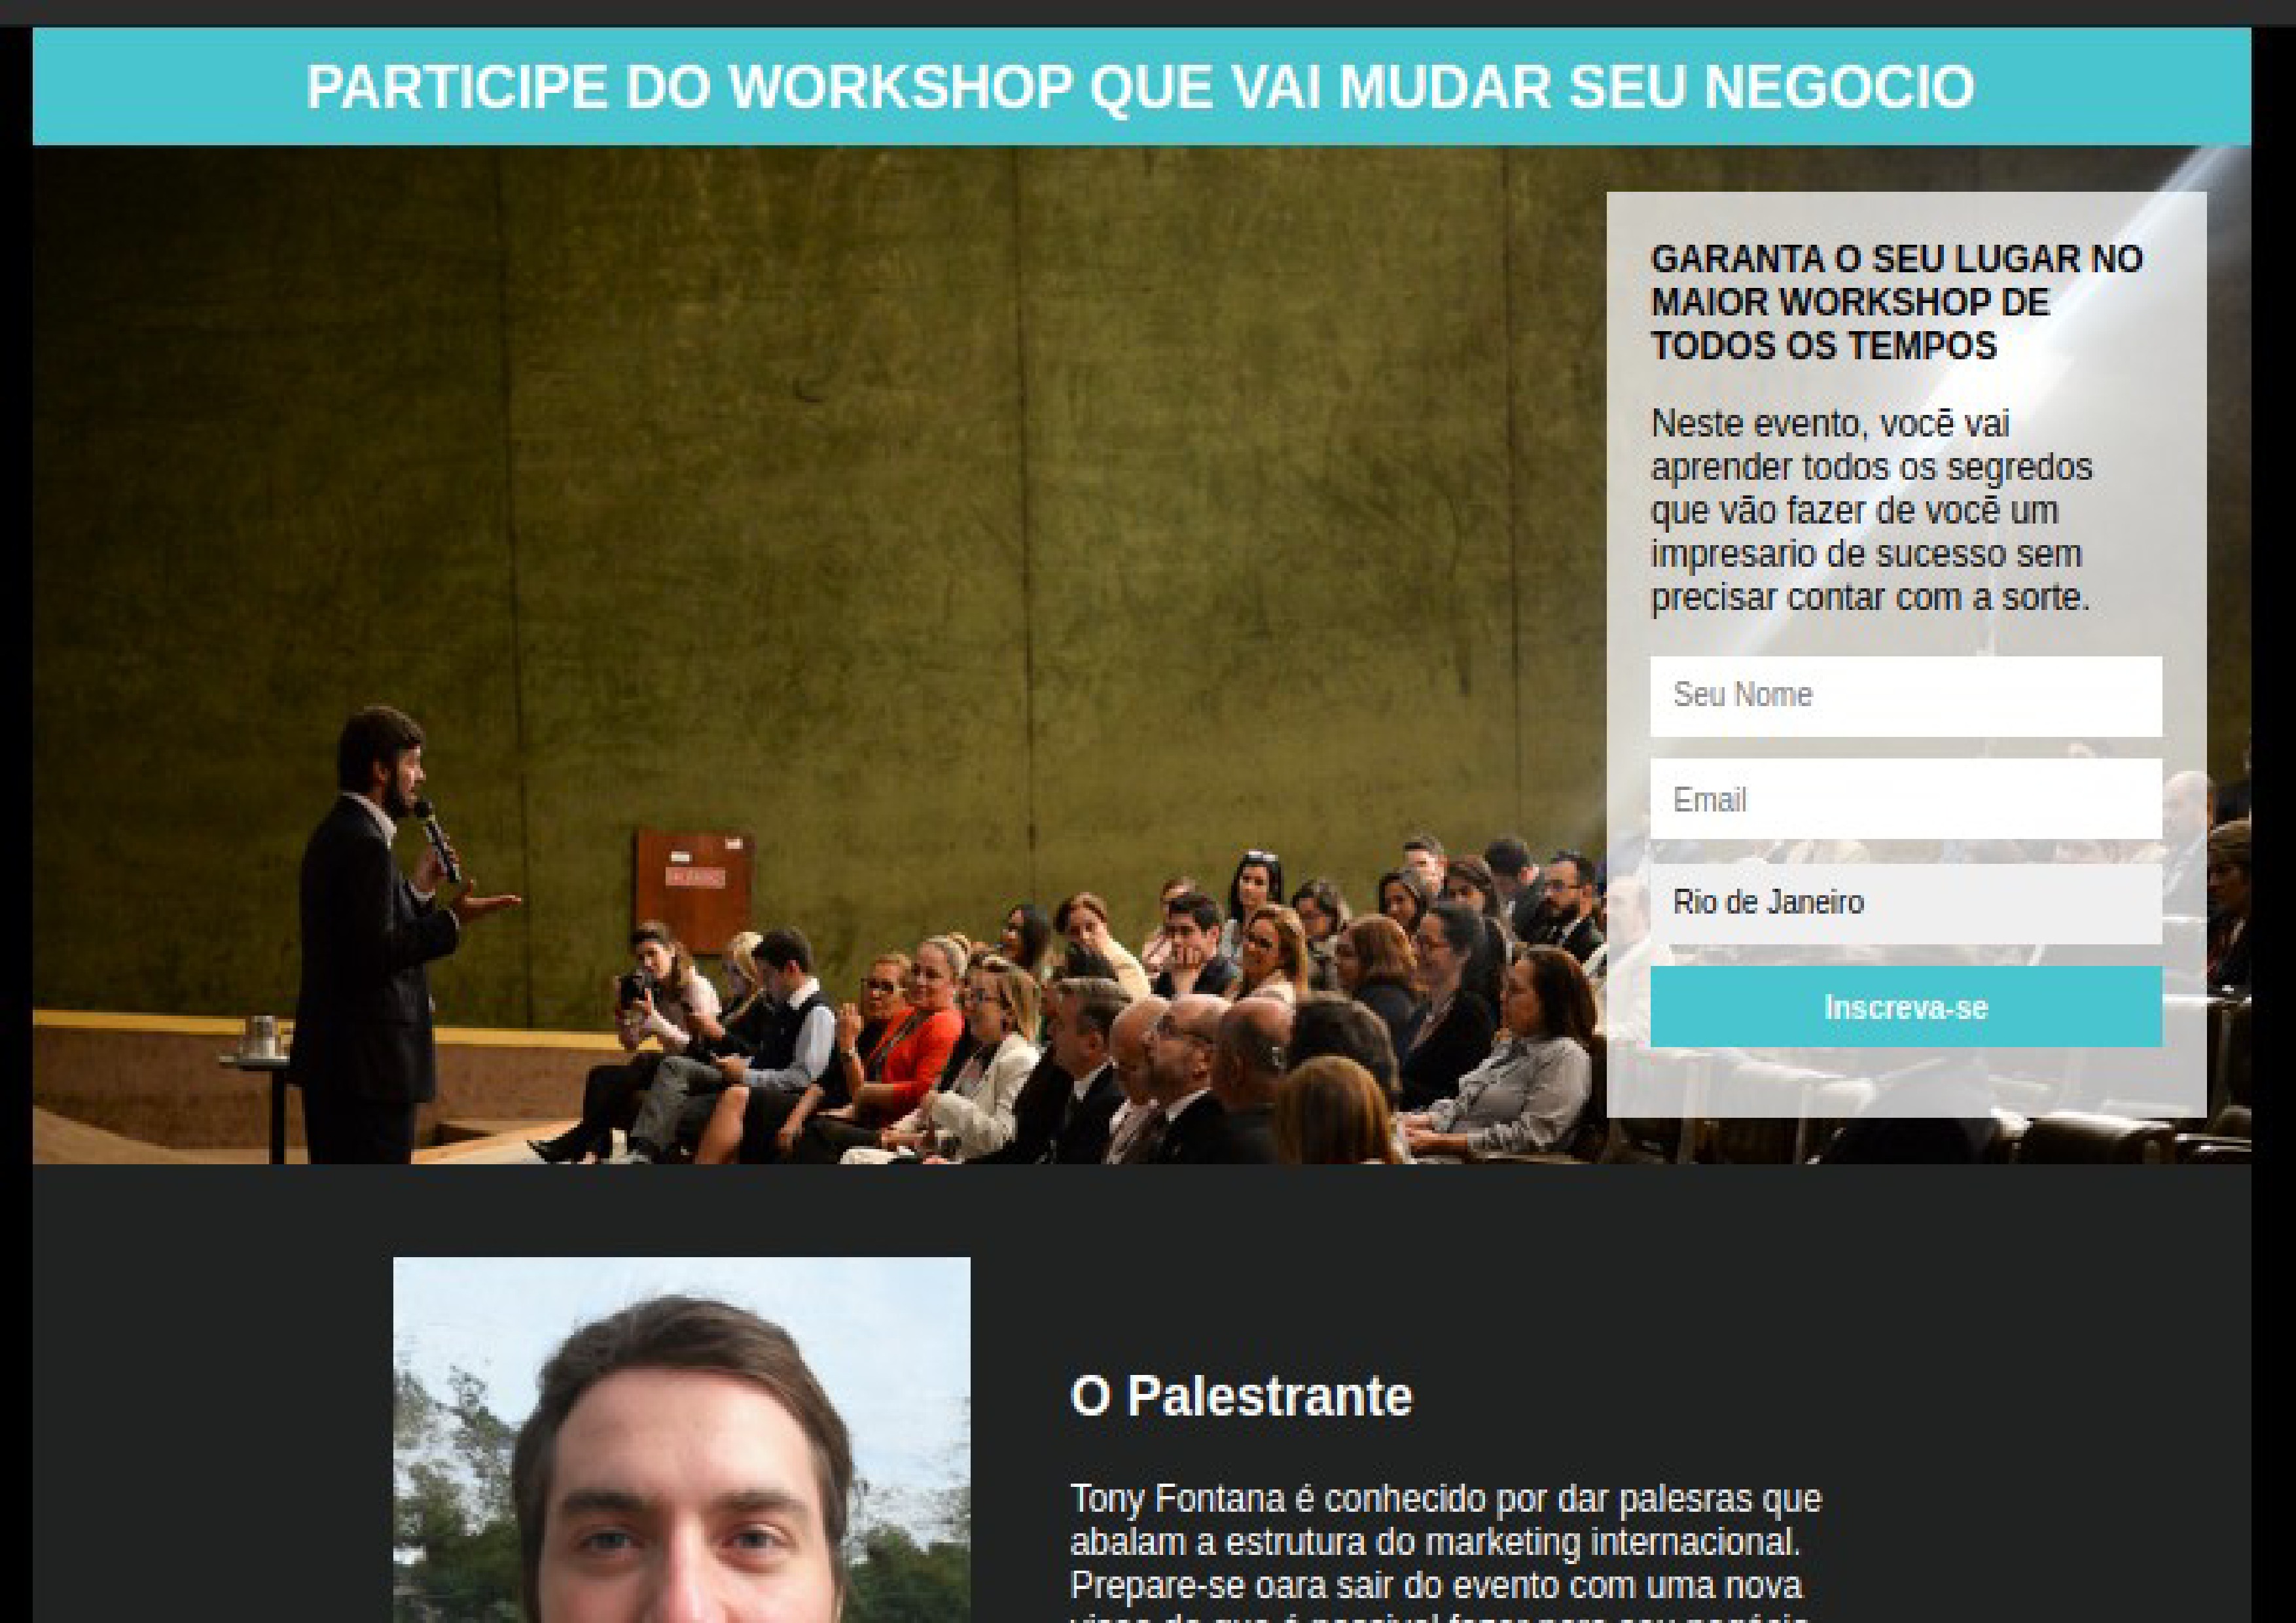 PARTICIPE DO WORKSHOP QUE VAI MUDAR SEU NEGOCIO
GARANTA O SEU LUGAR NO
MAIOR WORKSHOP DE
TODOS OS TEMPOS
Neste evento, você vai
aprender todos os segredos
que vão fazer de você um
impresario de sucesso sem
precisar contar com a sorte.
Seu Nome
Email
Rio de Janeiro
Inscreva-se
O Palestrante
Tony Fontana é conhecido por dar palesras que
abalam a estrutura do marketing internacional.
Prepare-se oara sair do evento com uma nova